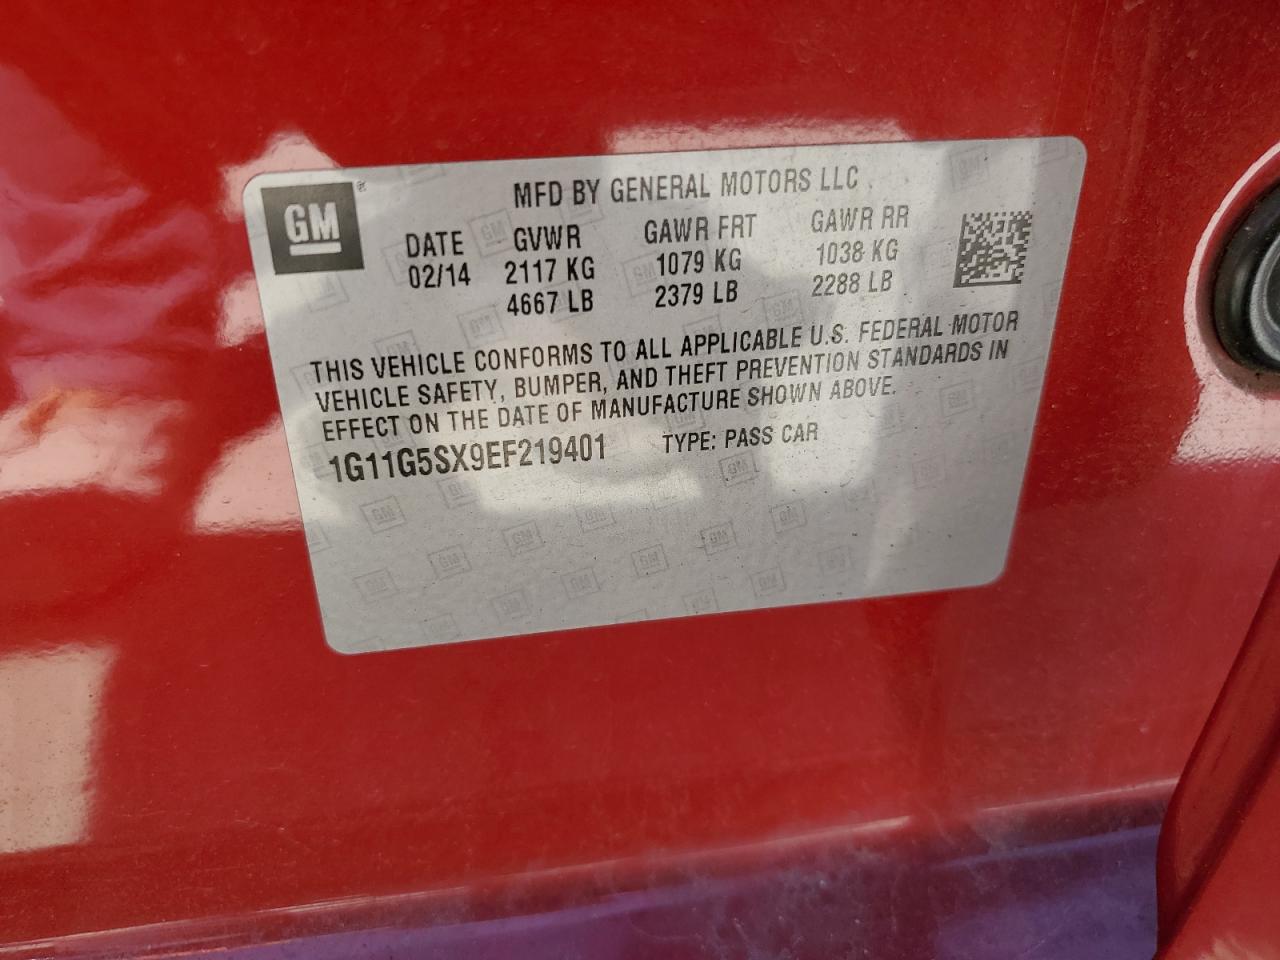 GM ®
MFD BY GENERAL MOTORS LLC
DATE GVWR GAWR FRT GAWR RR
02/14 2117 KG 1079 KG 1038 KG
4667 LB 2379 LB 2288 LB
THIS VEHICLE CONFORMS TO ALL APPLICABLE U.S. FEDERAL MOTOR
VEHICLE SAFETY, BUMPER, AND THEFT PREVENTION STANDARDS IN
EFFECT ON THE DATE OF MANUFACTURE SHOWN ABOVE.
1G11G5SX9EF219401 TYPE: PASS CAR